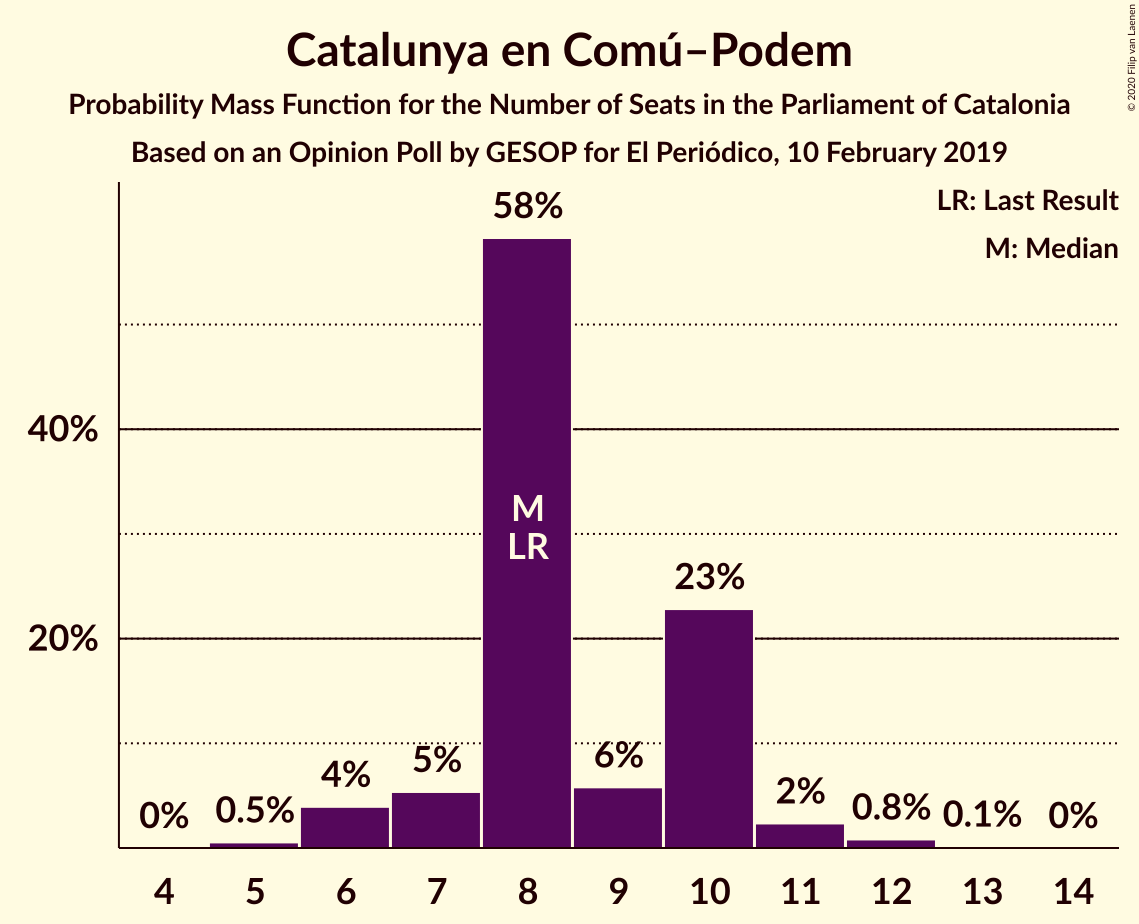 Catalunya en Comú–Podem
Probability Mass Function for the Number of Seats in the Parliament of Catalonia
Based on an Opinion Poll by GESOP for El Periódico, 10 February 2019
© 2020 Filip van Laenen
LR: Last Result
M: Median
58%
40%
M
LR
23%
20%
0%
0.5%
4%
5%
6%
2%
0.8%
0.1%
0%
4 5 6 7 8 9 10 11 12 13 14